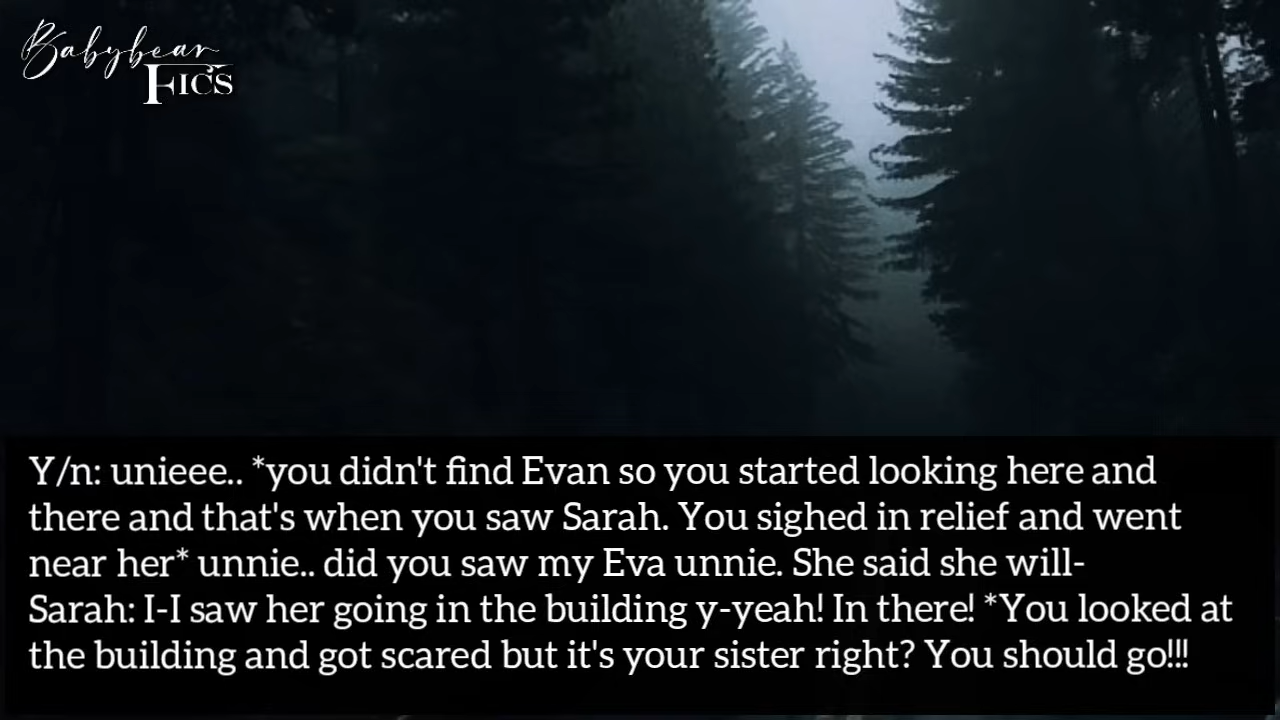 Babybear
FICS
Y/n: unieee.. *you didn't find Evan so you started looking here and
there and that's when you saw Sarah. You sighed in relief and went
near her* unnie.. did you saw my Eva unnie. She said she will-
Sarah: I-I saw her going in the building y-yeah! In there! *You looked at
the building and got scared but it's your sister right? You should go!!!